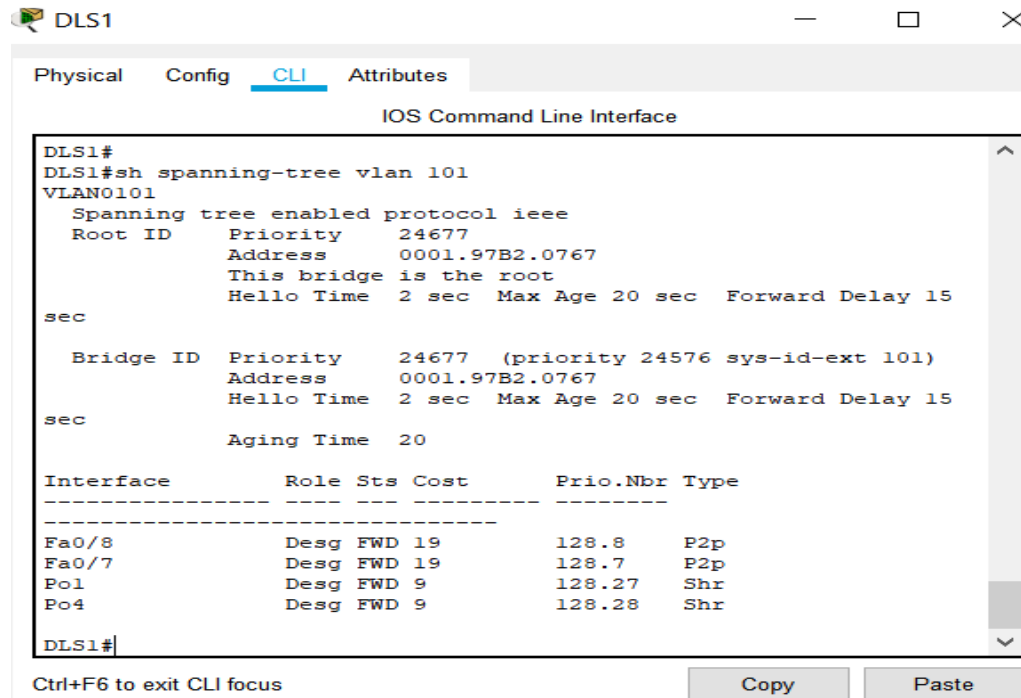 DLS1
Physical Config CLI Attributes
IOS Command Line Interface
DLS1#
DLS1#sh spanning-tree vlan 101
VLAN0101
  Spanning tree enabled protocol ieee
  Root ID    Priority    24677
             Address     0001.97B2.0767
             This bridge is the root
             Hello Time  2 sec  Max Age 20 sec  Forward Delay 15
sec

  Bridge ID  Priority    24677  (priority 24576 sys-id-ext 101)
             Address     0001.97B2.0767
             Hello Time  2 sec  Max Age 20 sec  Forward Delay 15
sec
             Aging Time  20

Interface        Role Sts Cost      Prio.Nbr Type
---------------- ---- --- --------- --------
--------------------------------
Fa0/8            Desg FWD 19        128.8    P2p
Fa0/7            Desg FWD 19        128.7    P2p
Po1              Desg FWD 9         128.27   Shr
Po4              Desg FWD 9         128.28   Shr

DLS1#
Ctrl+F6 to exit CLI focus
Copy Paste